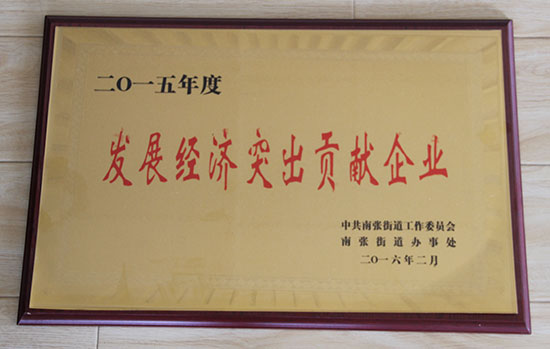 二〇一五年度
发展经济突出贡献企业
中共南张街道工作委员会
南张街道办事处
二〇一六年二月